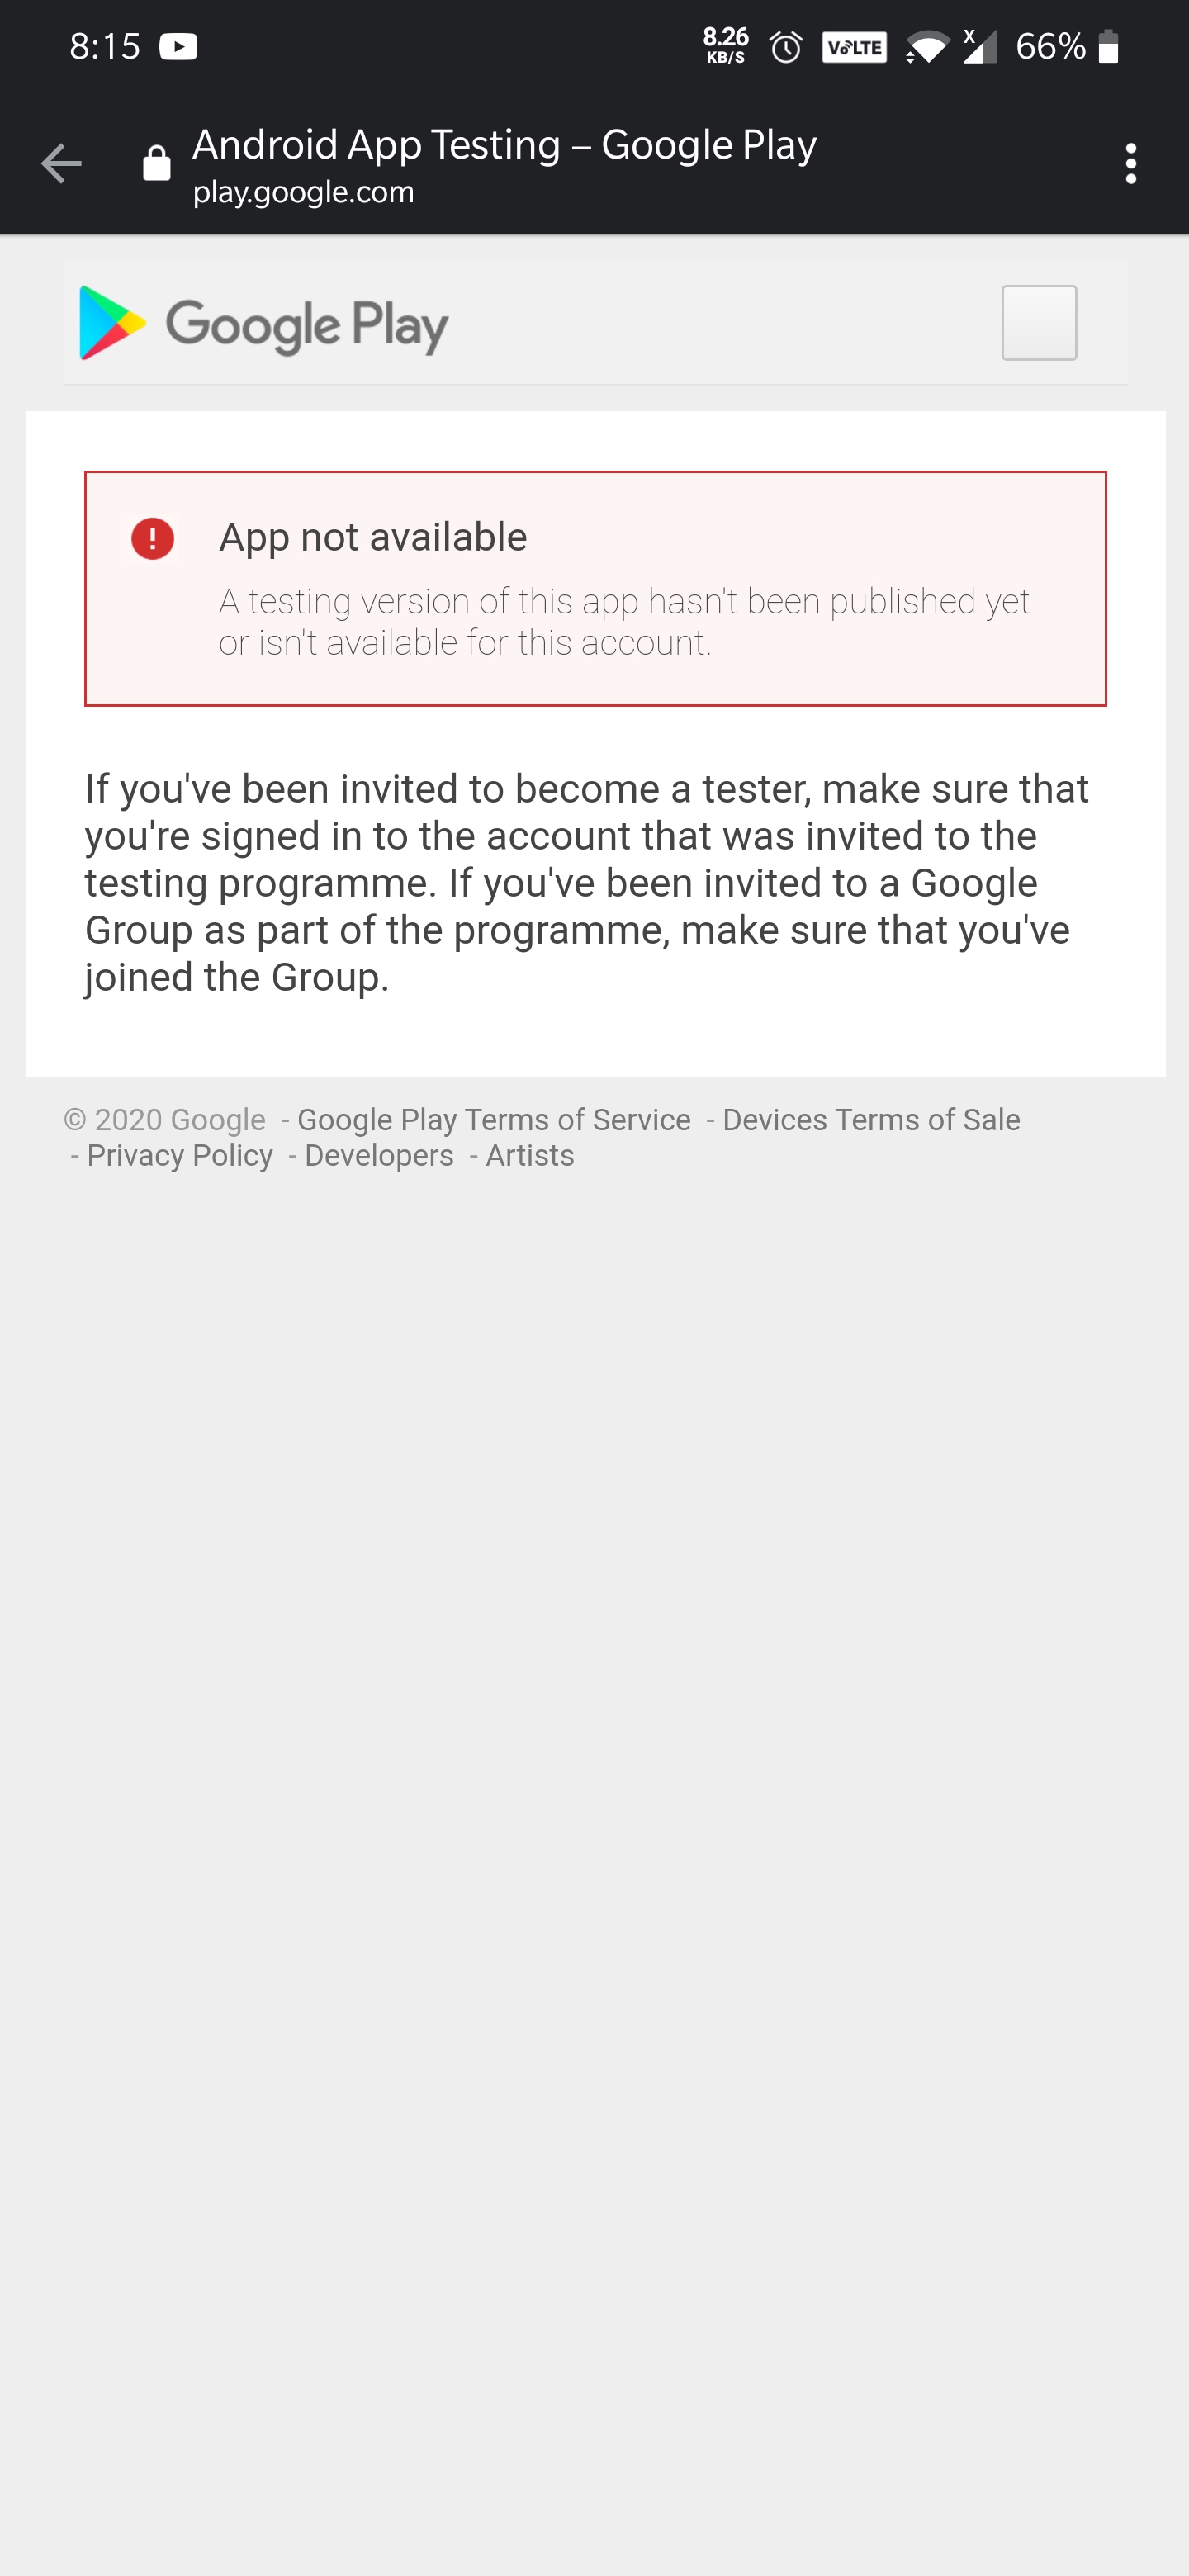 8:15
8.26
KB/S
VoLTE
X
66%
Android App Testing – Google Play
play.google.com
Google Play
App not available
A testing version of this app hasn't been published yet
or isn't available for this account.
If you've been invited to become a tester, make sure that
you're signed in to the account that was invited to the
testing programme. If you've been invited to a Google
Group as part of the programme, make sure that you've
joined the Group.
© 2020 Google - Google Play Terms of Service - Devices Terms of Sale
- Privacy Policy - Developers - Artists